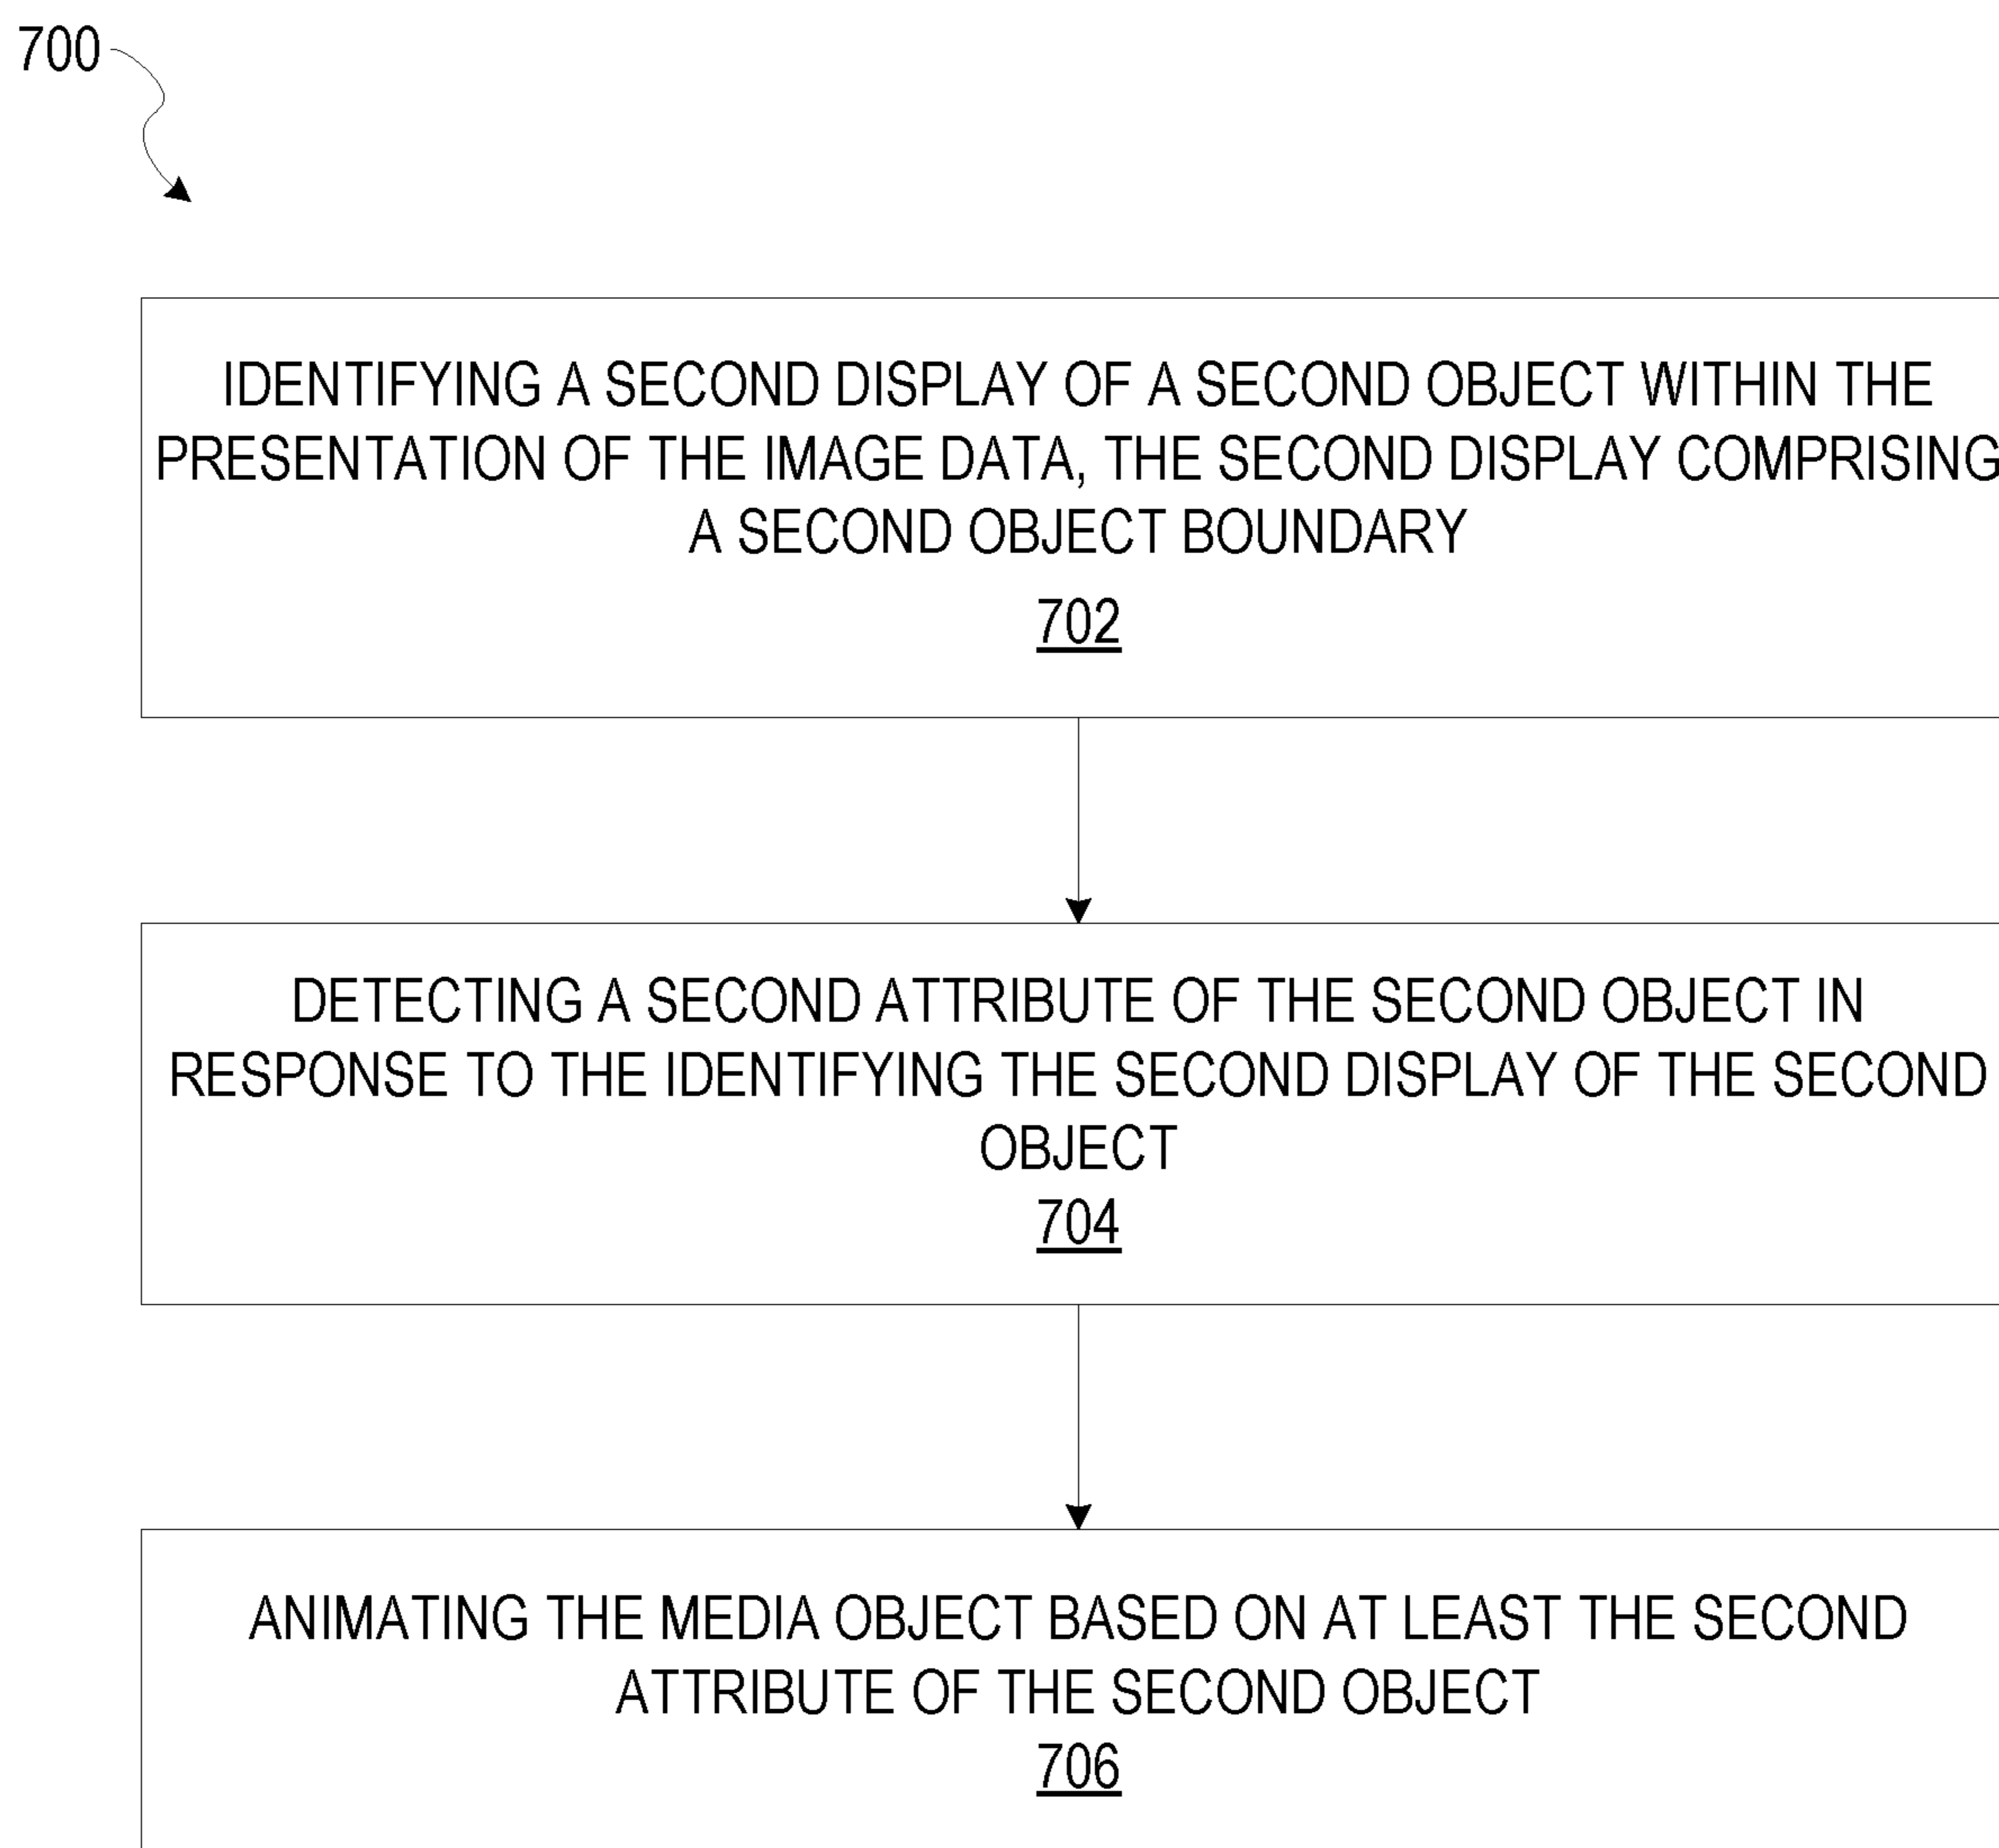 700
IDENTIFYING A SECOND DISPLAY OF A SECOND OBJECT WITHIN THE
PRESENTATION OF THE IMAGE DATA, THE SECOND DISPLAY COMPRISING
A SECOND OBJECT BOUNDARY
702
DETECTING A SECOND ATTRIBUTE OF THE SECOND OBJECT IN
RESPONSE TO THE IDENTIFYING THE SECOND DISPLAY OF THE SECOND
OBJECT
704
ANIMATING THE MEDIA OBJECT BASED ON AT LEAST THE SECOND
ATTRIBUTE OF THE SECOND OBJECT
706